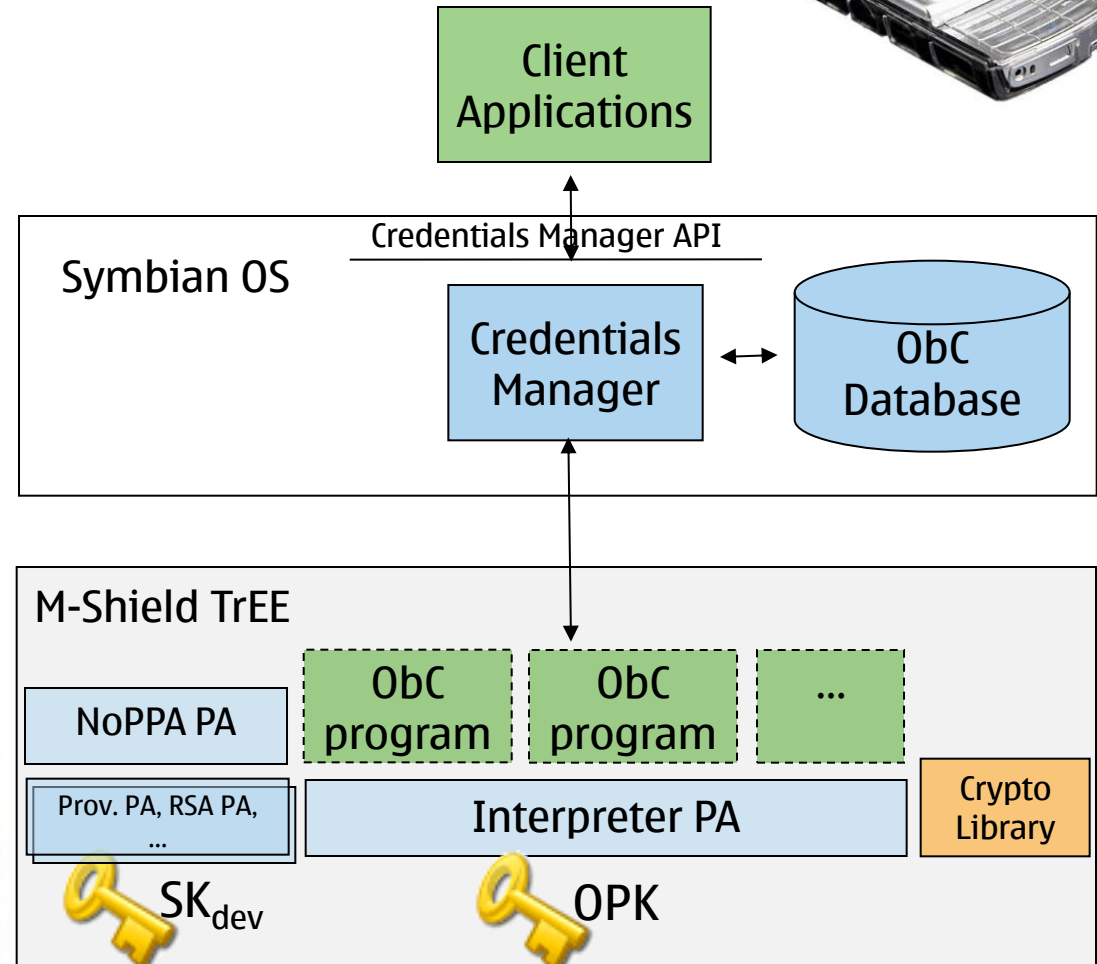 Client
Applications
Credentials Manager API
Symbian OS
Credentials
Manager
ObC
Database
M-Shield TrEE
ObC
program
ObC
program
...
NoPPA PA
Prov. PA, RSA PA,
...
Interpreter PA
Crypto
Library
SKdev
OPK